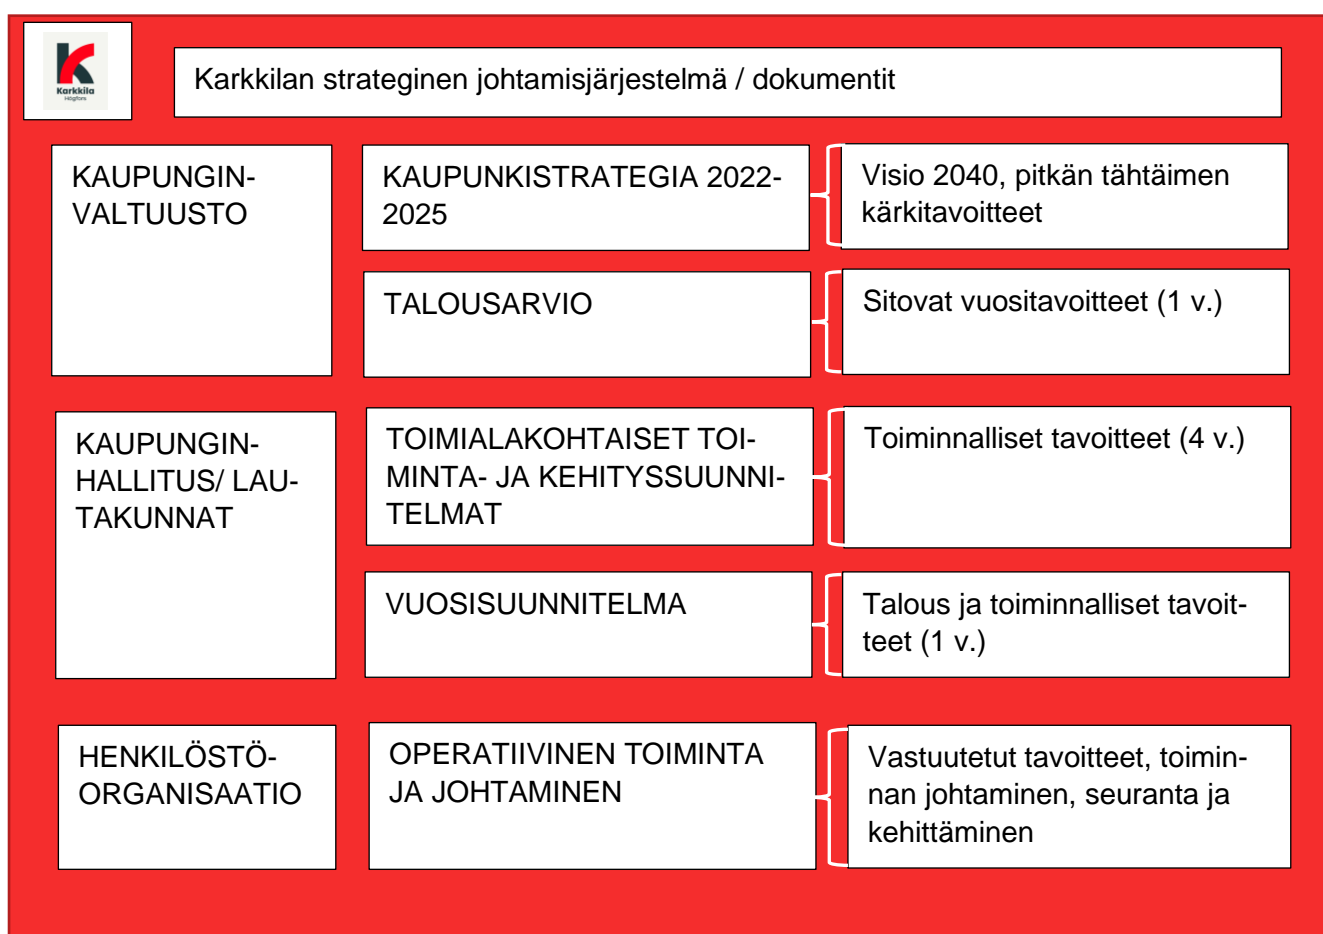 Karkkila
Högfors
Karkkilan strateginen johtamisjärjestelmä / dokumentit
KAUPUNGIN-
VALTUUSTO
KAUPUNKISTRATEGIA 2022-
2025
Visio 2040, pitkän tähtäimen
kärkitavoitteet
TALOUSARVIO
Sitovat vuositavoitteet (1 v.)
KAUPUNGIN-
HALLITUS/ LAU-
TAKUNNAT
TOIMIALAKOHTAISET TOI-
MINTA- JA KEHITYSSUUNNI-
TELMAT
Toiminnalliset tavoitteet (4 v.)
VUOSISUUNNITELMA
Talous ja toiminnalliset tavoit-
teet (1 v.)
HENKILÖSTÖ-
ORGANISAATIO
OPERATIIVINEN TOIMINTA
JA JOHTAMINEN
Vastuutetut tavoitteet, toimin-
nan johtaminen, seuranta ja
kehittäminen